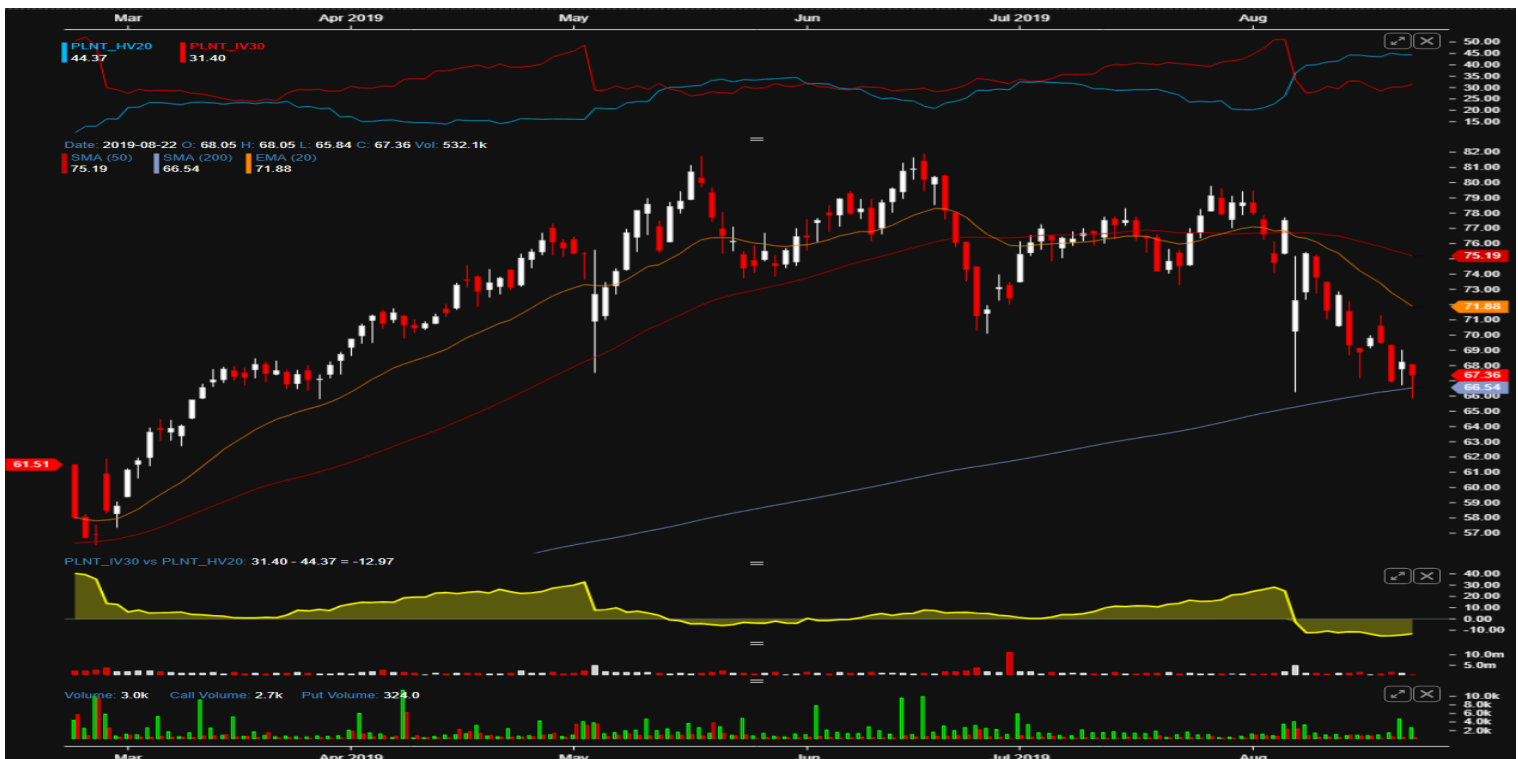 Mar Apr 2019 May Jun Jul 2019 Aug
PLNT_HV20 PLNT_IV30
44.37 31.40
50.00
45.00
40.00
35.00
30.00
25.00
20.00
15.00
Date: 2019-08-22 O: 68.05 H: 68.05 L: 65.84 C: 67.36 Vol: 532.1k
SMA (50) SMA (200) EMA (20)
75.19 66.54 71.88
82.00
81.00
80.00
79.00
78.00
77.00
76.00
75.19
74.00
73.00
71.88
71.00
70.00
69.00
68.00
67.36
66.54
66.00
65.00
64.00
63.00
62.00
61.51
61.00
60.00
59.00
58.00
57.00
PLNT_IV30 vs PLNT_HV20: 31.40 - 44.37 = -12.97
40.00
30.00
20.00
10.00
0.00
-10.00
10.0m
5.0m
Volume: 3.0k Call Volume: 2.7k Put Volume: 324.0
10.0k
8.0k
6.0k
4.0k
2.0k
Mar Apr 2019 May Jun Jul 2019 Aug